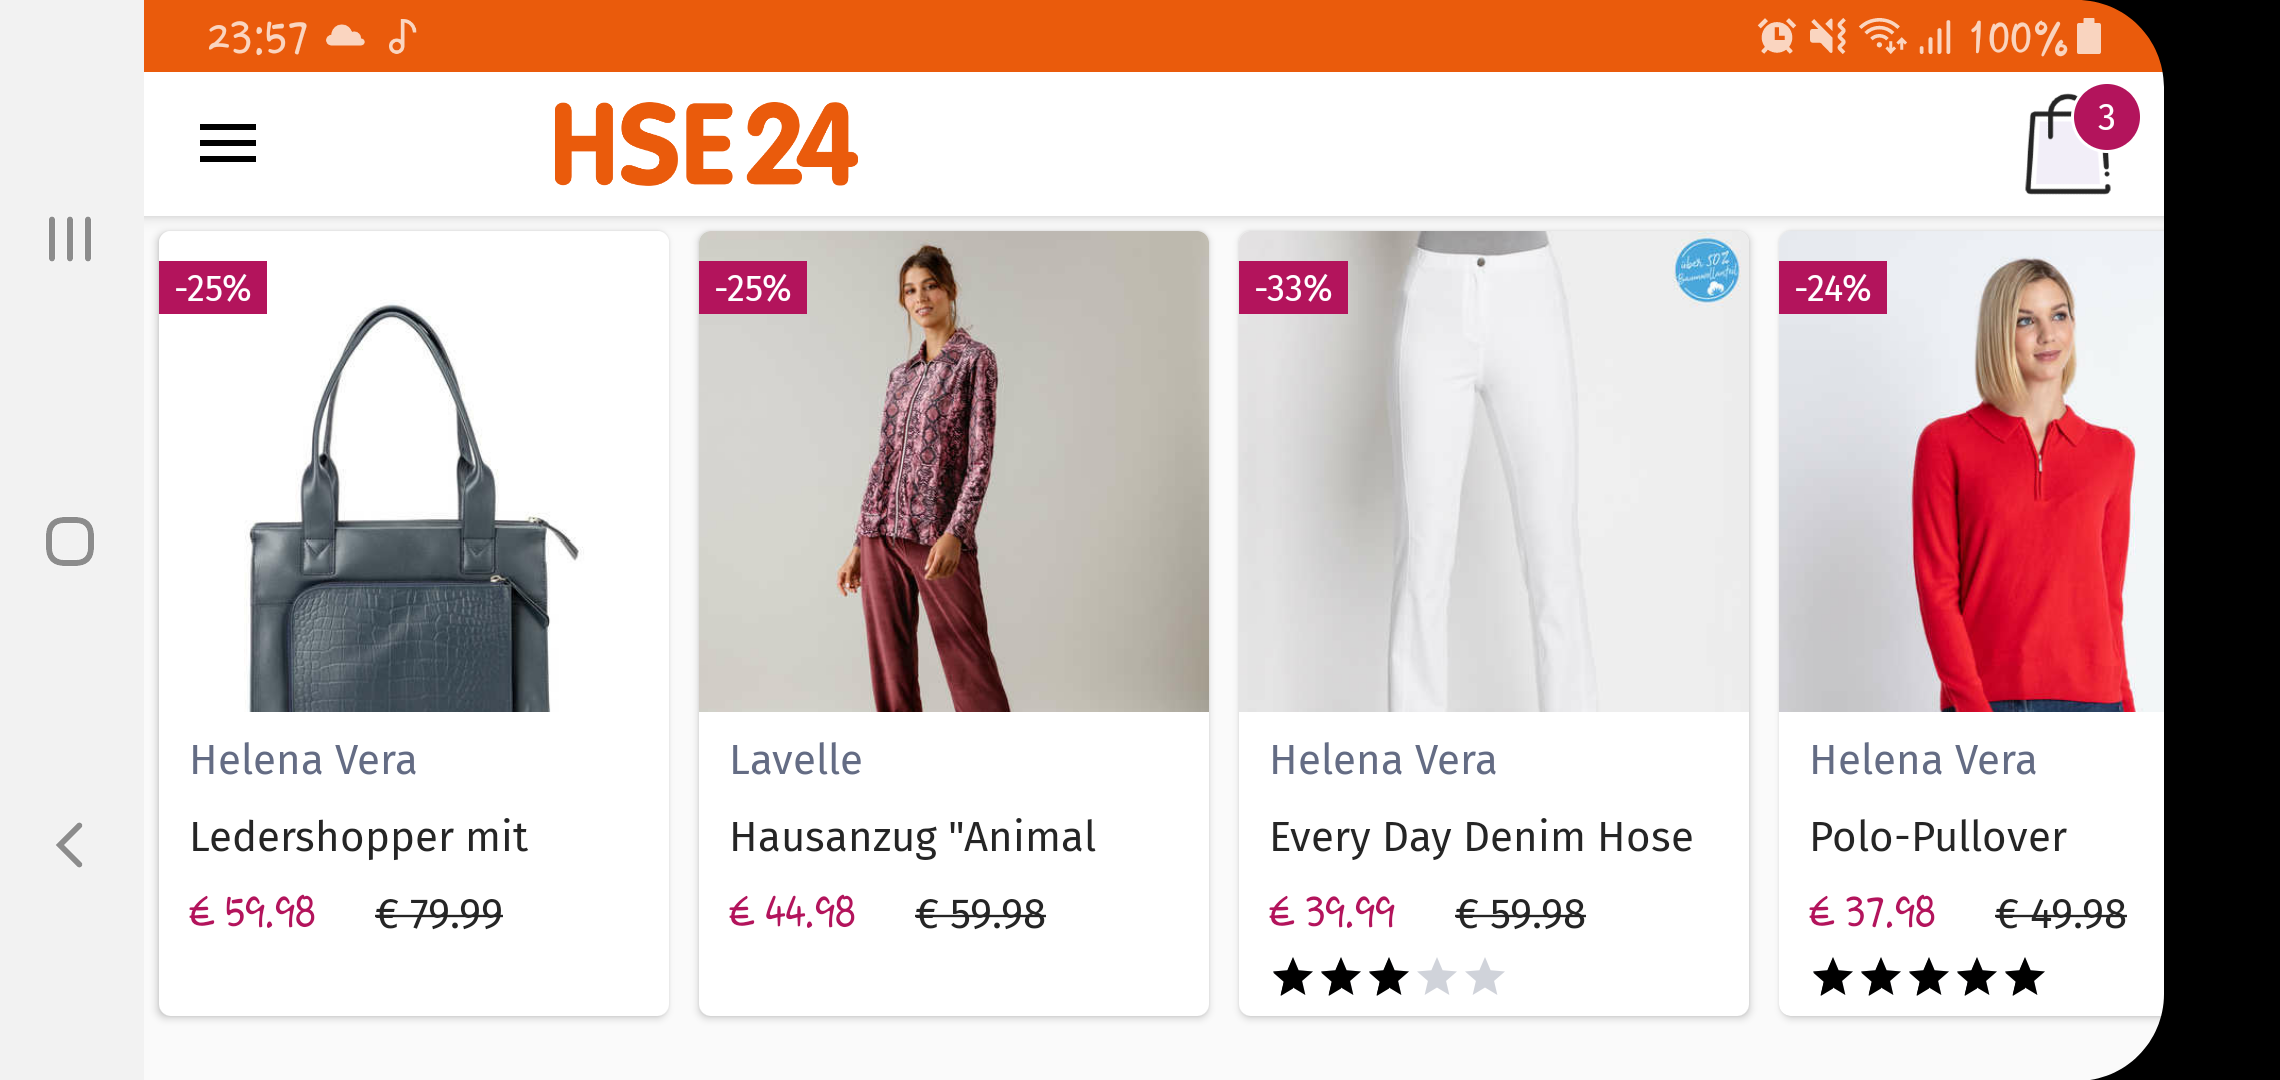 23:57
100%
HSE24
3
-25%
-25%
-33%
über 50%
Baumwollanteil
-24%
Helena Vera
Ledershopper mit
€ 59.98 € 79.99
Lavelle
Hausanzug "Animal
€ 44.98 € 59.98
Helena Vera
Every Day Denim Hose
€ 39.99 € 59.98
Helena Vera
Polo-Pullover
€ 37.98 € 49.98